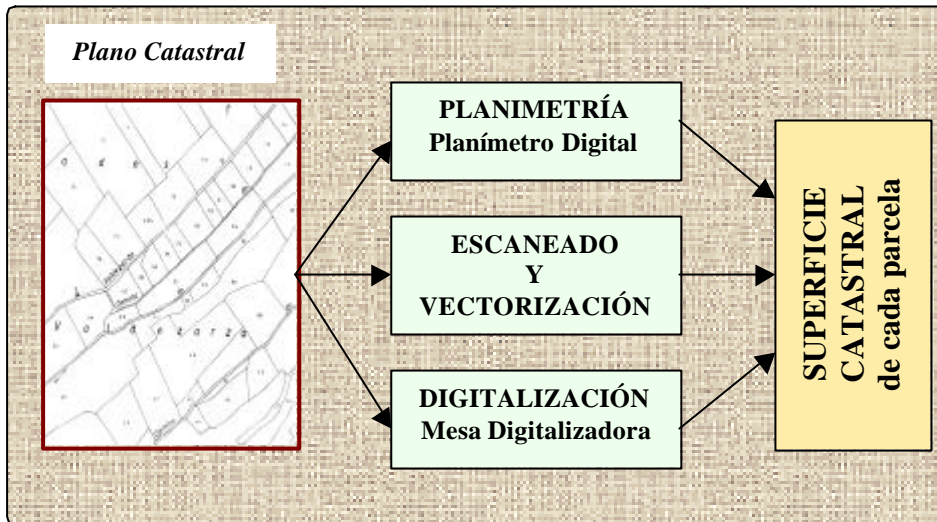 Plano Catastral
PLANIMETRÍA
Planímetro Digital
ESCANEADO
Y
VECTORIZACIÓN
DIGITALIZACIÓN
Mesa Digitalizadora
SUPERFICIE
CATASTRAL
de cada parcela